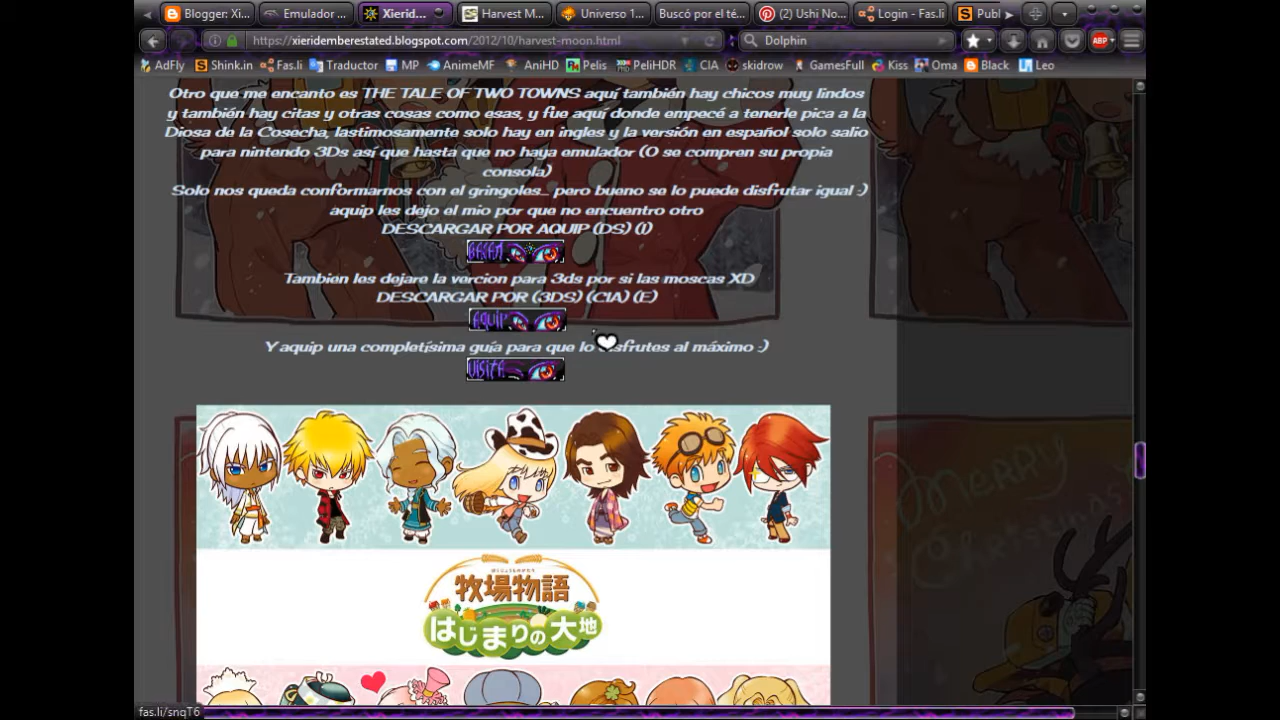 Blogger: Xi...
Emulador ...
Xierid...
Harvest M...
Universo 1...
Buscó por el té...
(2) Ushi No...
Login - Fas.li
Publ
https://xieridemberestated.blogspot.com/2012/10/harvest-moon.html
Dolphin
ABP
AdFly
Shink.in
Fas.li
Traductor
MP
AnimeMF
AniHD
Pelis
PeliHDR
CIA
skidrow
GamesFull
Kiss
Oma
Black
Leo
Otro que me encanto es THE TALE OF TWO TOWNS aquí también hay chicos muy lindos
y también hay citas y otras cosas como esas, y fue aquí donde empecé a tenerle pica a la
Diosa de la Cosecha, lastimosamente solo hay en ingles y la versión en español solo salio
para nintendo 3Ds así que hasta que no haya emulador (O se compren su propia
consola)
Solo nos queda conformarnos con el gringoles... pero bueno se lo puede disfrutar igual :)
aquip les dejo el mio por que no encuentro otro
DESCARGAR POR AQUIP (DS) (I)
Tambien les dejare la vercion para 3ds por si las moscas XD
DESCARGAR POR (3DS) (CIA) (E)
Aquip
Y aquip una completísima guía para que lo disfrutes al máximo :)
Visita
牧場物語
はじまりの大地
Merry
fas.li/snqT6